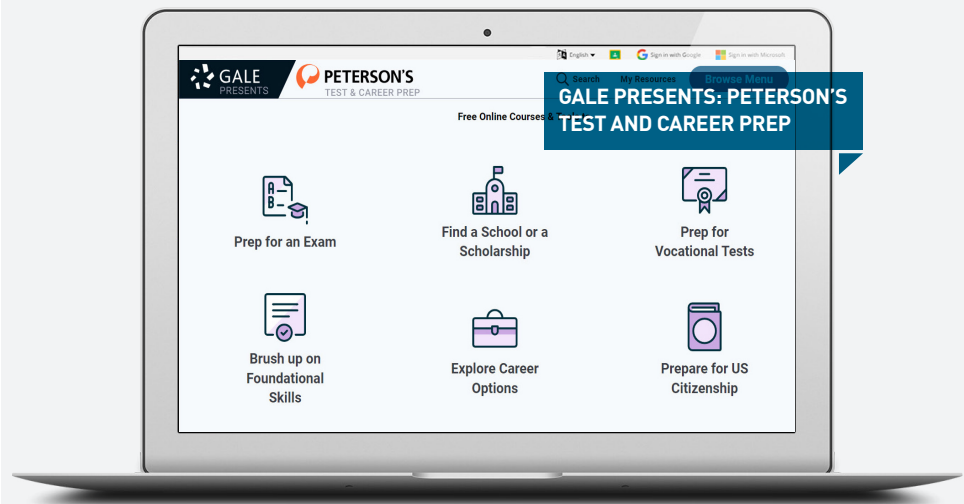 English
Sign in with Google
Sign in with Microsoft
GALE
PRESENTS
PETERSON'S
TEST & CAREER PREP
Search
My Resources
Browse Menu
GALE PRESENTS: PETERSON'S
TEST AND CAREER PREP
Free Online Courses &
A
B
Prep for an Exam
Find a School or a
Scholarship
Prep for
Vocational Tests
Brush up on
Foundational
Skills
Explore Career
Options
Prepare for US
Citizenship